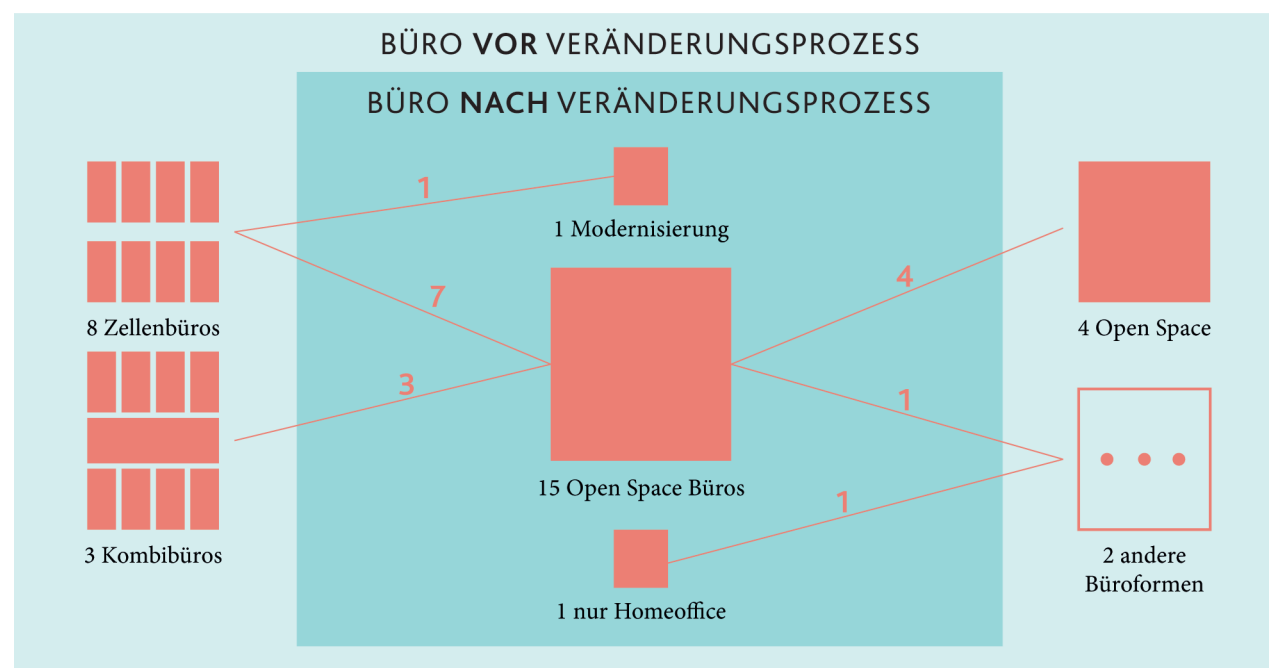 BÜRO VOR VERÄNDERUNGSPROZESS
BÜRO NACH VERÄNDERUNGSPROZESS
1
1 Modernisierung
7
8 Zellenbüros
3
3 Kombibüros
15 Open Space Büros
4
4 Open Space
1
1
1 nur Homeoffice
2 andere
Büroformen